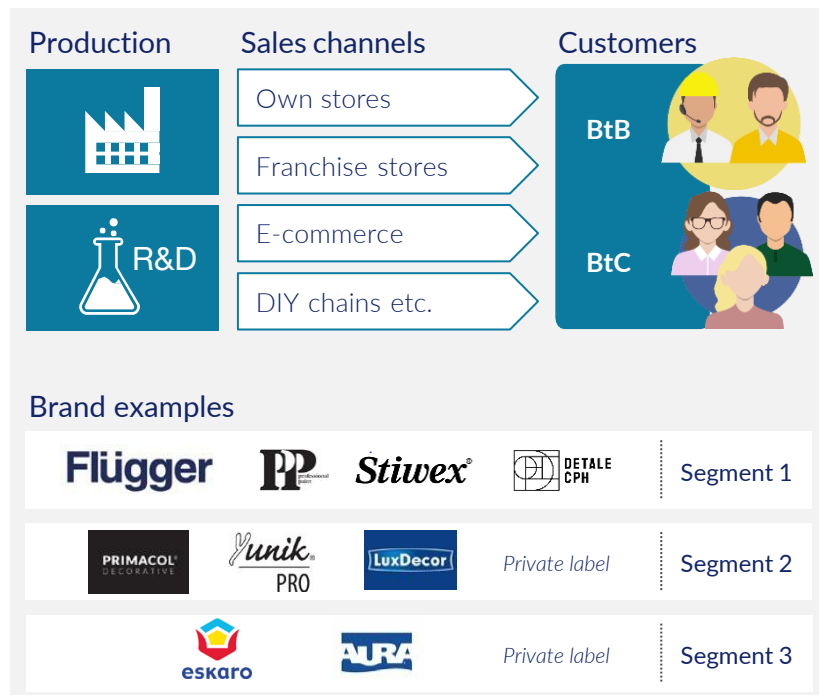 Production
Sales channels
Customers
Own stores
Franchise stores
E-commerce
DIY chains etc.
R&D
BtB
BtC
Brand examples
Flügger
PP
professional
paint
Stiwex®
DETALE
CPH
Segment 1
PRIMACOL®
DECORATIVE
yunik®
PRO
LuxDecor
Private label
Segment 2
eskaro
AURA
Private label
Segment 3